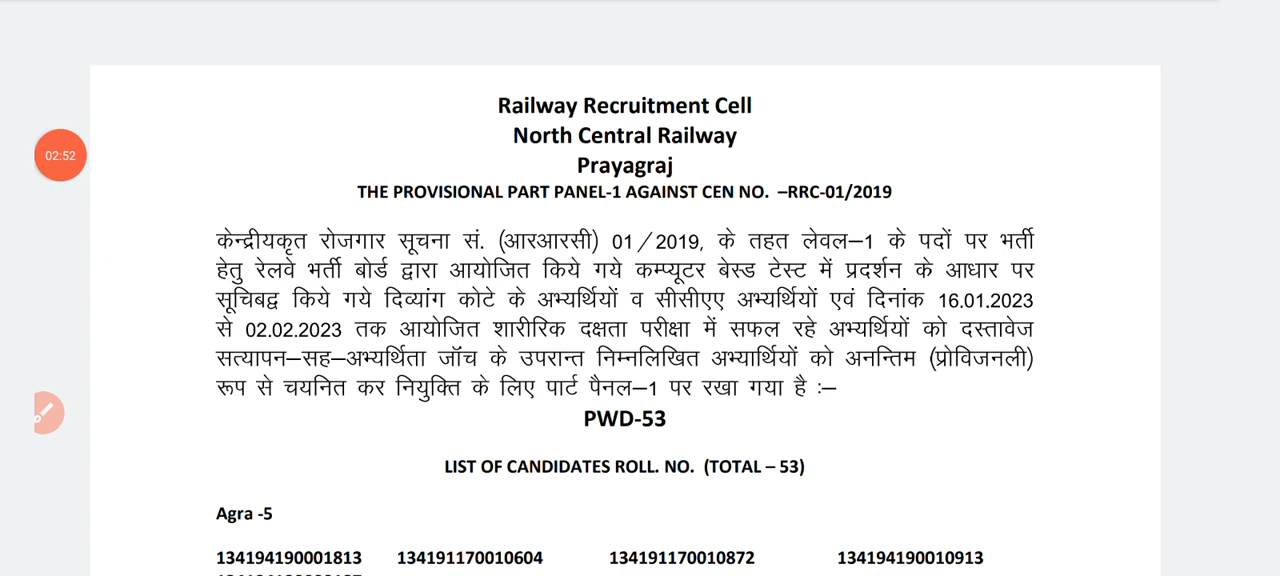 Railway Recruitment Cell
North Central Railway
Prayagraj
THE PROVISIONAL PART PANEL-1 AGAINST CEN NO. –RRC-01/2019
केन्द्रीयकृत रोजगार सूचना सं. (आरआरसी) 01/2019, के तहत लेवल–1 के पदों पर भर्ती
हेतु रेलवे भर्ती बोर्ड द्वारा आयोजित किये गये कम्प्यूटर बेस्ड टेस्ट में प्रदर्शन के आधार पर
सूचिबद्व किये गये दिव्यांग कोटे के अभ्यर्थियों व सीसीएए अभ्यर्थियों एवं दिनांक 16.01.2023
से 02.02.2023 तक आयोजित शारीरिक दक्षता परीक्षा में सफल रहे अभ्यर्थियों को दस्तावेज
सत्यापन–सह–अभ्यर्थिता जॉच के उपरान्त निम्नलिखित अभ्यार्थियों को अनन्तिम (प्रोविजनली)
रूप से चयनित कर नियुक्ति के लिए पार्ट पैनल–1 पर रखा गया है :–
PWD-53
LIST OF CANDIDATES ROLL. NO. (TOTAL – 53)
Agra -5
134194190001813 134191170010604 134191170010872 134194190010913
02:52